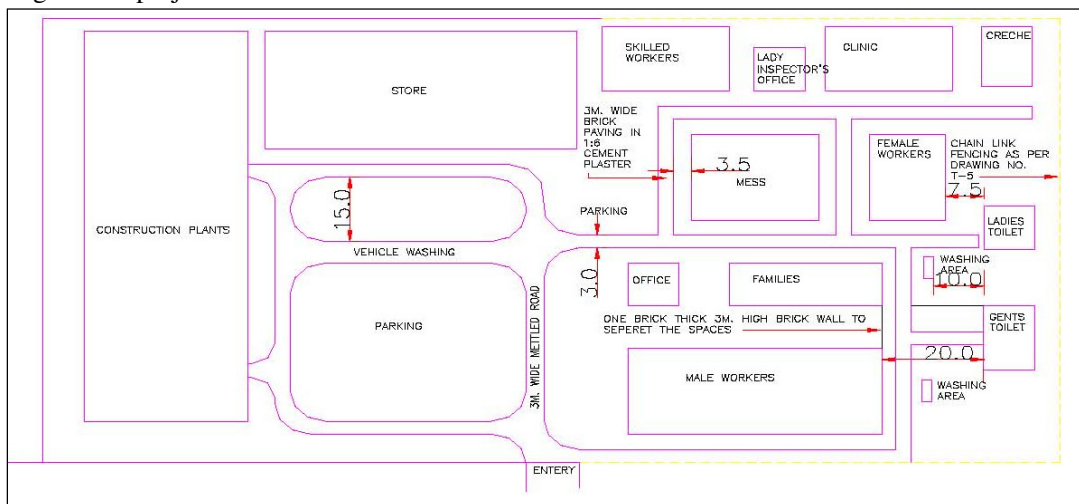 SKILLED
WORKERS
LADY
INSPECTOR'S
OFFICE
CLINIC
CRECHE
STORE
3M. WIDE
BRICK
PAVING IN
1:6
CEMENT
PLASTER
3.5
MESS
FEMALE
WORKERS
CHAIN LINK
FENCING AS PER
DRAWING NO.
T-5
7.5
CONSTRUCTION PLANTS
15.0
PARKING
LADIES
TOILET
VEHICLE WASHING
3.0
OFFICE
FAMILIES
WASHING
AREA
10.0
PARKING
3M. WIDE METTLED ROAD
ONE BRICK THICK 3M. HIGH BRICK WALL TO
SEPERET THE SPACES
GENTS
TOILET
20.0
MALE WORKERS
WASHING
AREA
ENTERY